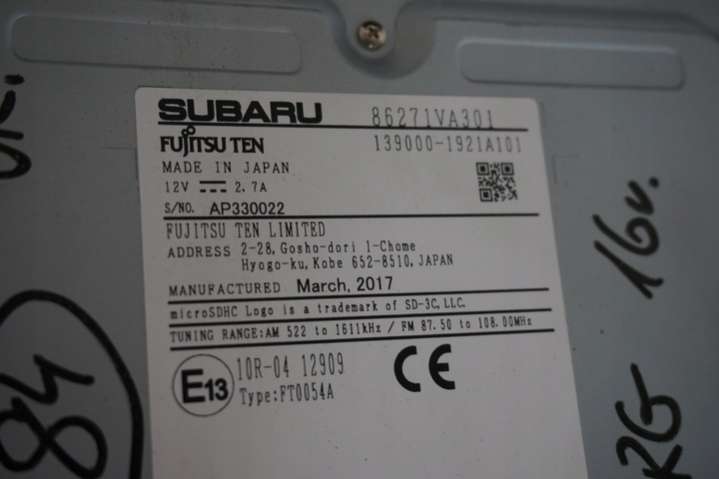 SUBARU 86271VA301
FUJITSU TEN 139000-1921A101
MADE IN JAPAN
12V 2.7A
S/NO. AP330022
FUJITSU TEN LIMITED
ADDRESS 2-28, Gosho-dori 1-Chome
Hyogo-ku, Kobe 652-8510, JAPAN
MANUFACTURED March, 2017
microSDHC Logo is a trademark of SD-3C, LLC.
TUNING RANGE:AM 522 to 1611kHz / FM 87.50 to 108.00MHz
E13 10R-04 12909
Type:FT0054A
CE
16v.
84